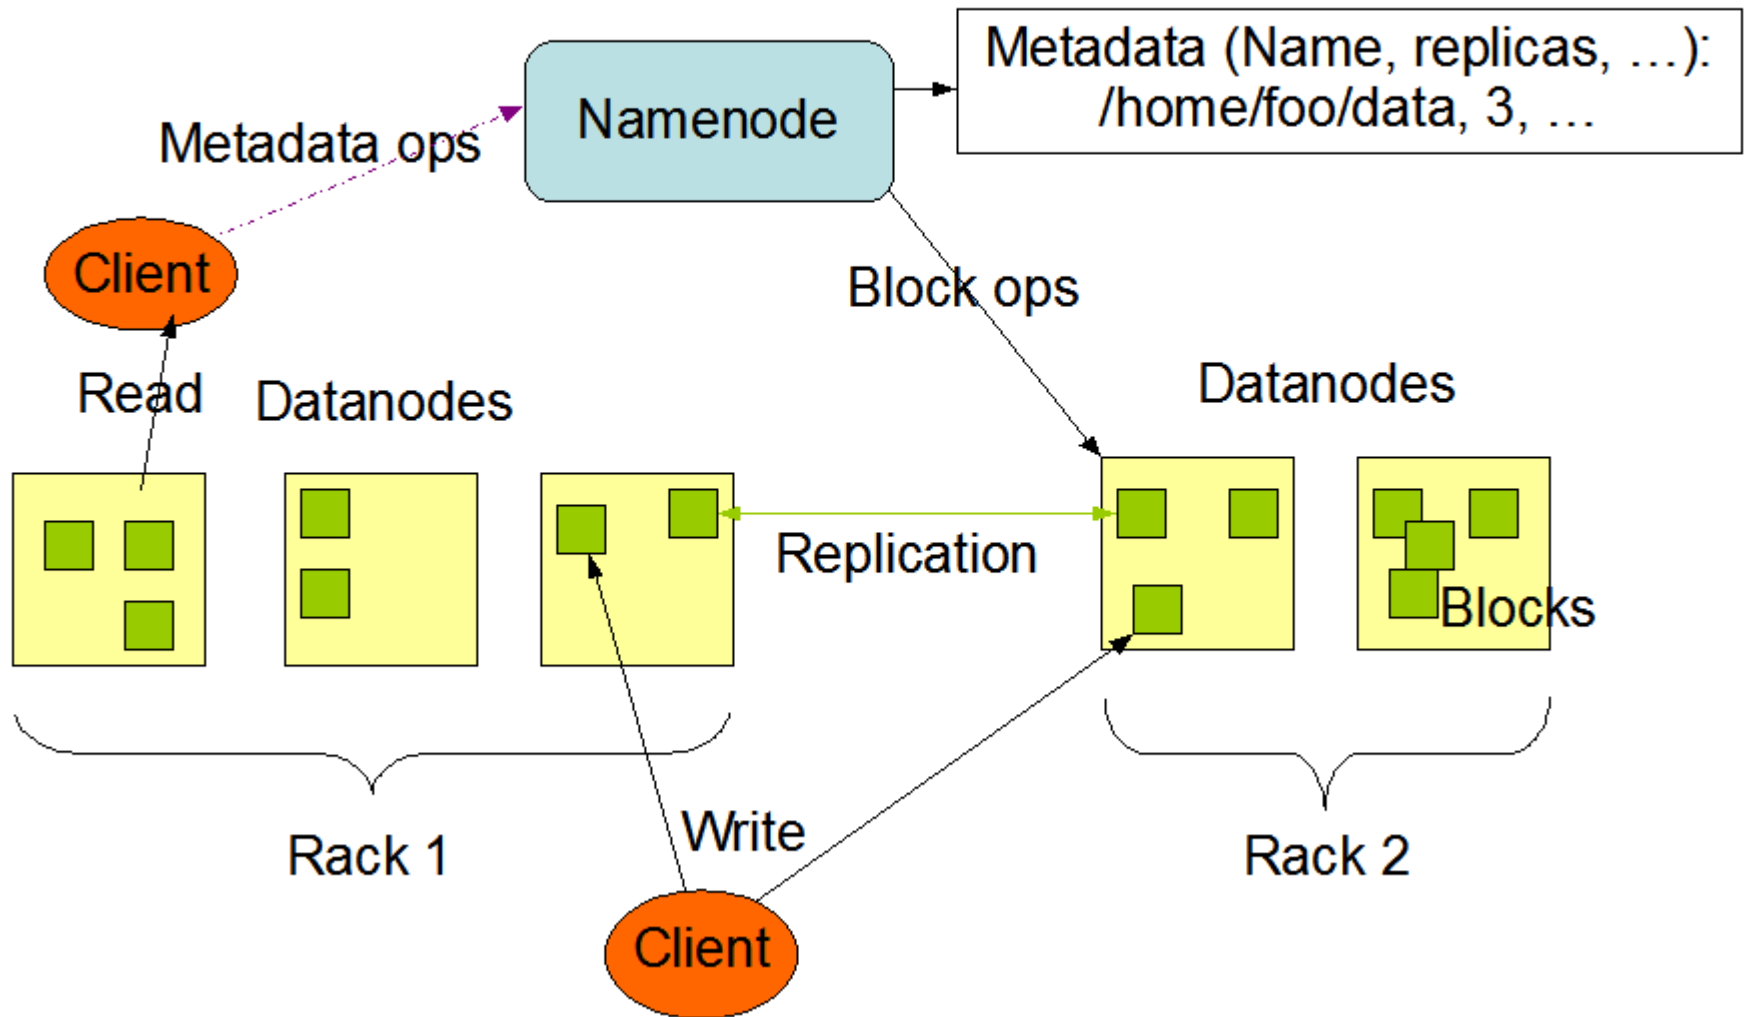 Metadata (Name, replicas, …):
/home/foo/data, 3, …
Namenode
Metadata ops
Client
Block ops
Read
Datanodes
Datanodes
Replication
Blocks
Rack 1
Write
Rack 2
Client